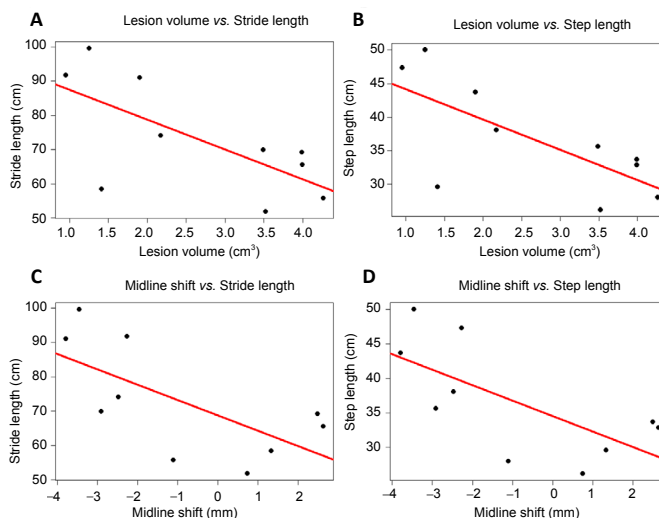 A
Lesion volume vs. Stride length
100
90
80
70
60
50
Stride length (cm)
1.0 1.5 2.0 2.5 3.0 3.5 4.0
Lesion volume (cm³)
B
Lesion volume vs. Step length
50
45
40
35
30
Step length (cm)
1.0 1.5 2.0 2.5 3.0 3.5 4.0
Lesion volume (cm³)
C
Midline shift vs. Stride length
100
90
80
70
60
50
Stride length (cm)
–4 –3 –2 –1 0 1 2
Midline shift (mm)
D
Midline shift vs. Step length
50
45
40
35
30
Step length (cm)
–4 –3 –2 –1 0 1 2
Midline shift (mm)